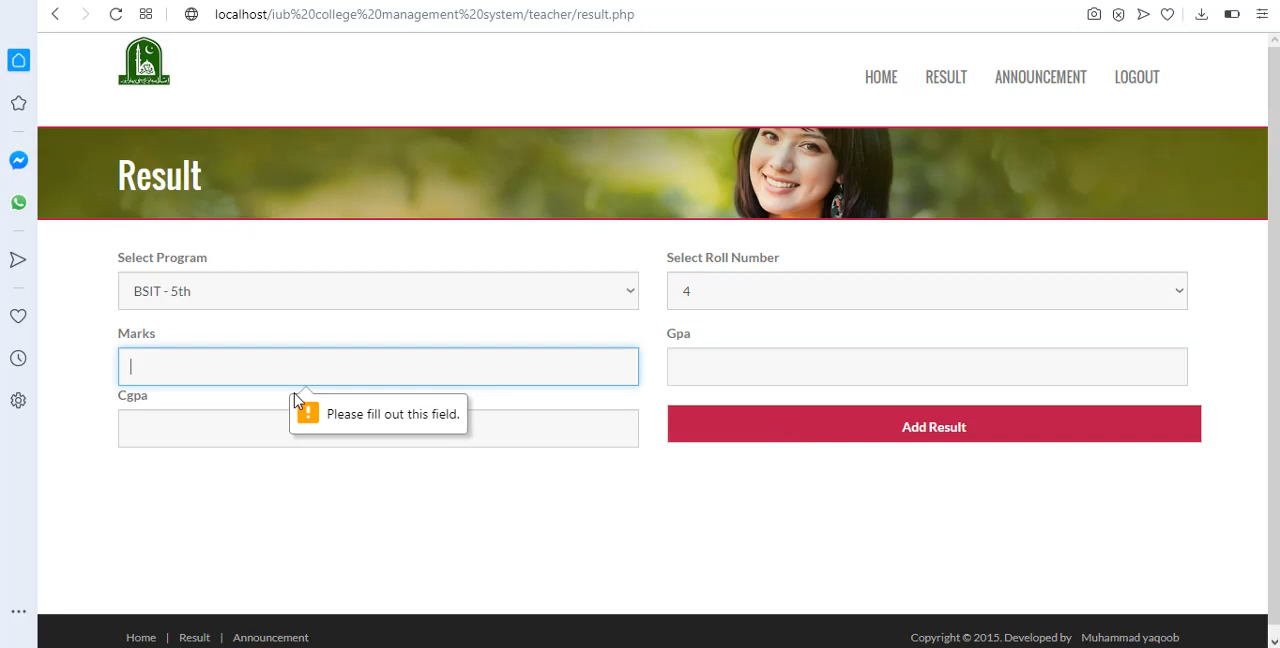 localhost/iub%20college%20management%20system/teacher/result.php
HOME RESULT ANNOUNCEMENT LOGOUT
Result
Select Program
Select Roll Number
BSIT - 5th
4
Marks
Gpa
Cgpa
Please fill out this field.
Add Result
Home | Result | Announcement
Copyright © 2015. Developed by Muhammad yaqoob